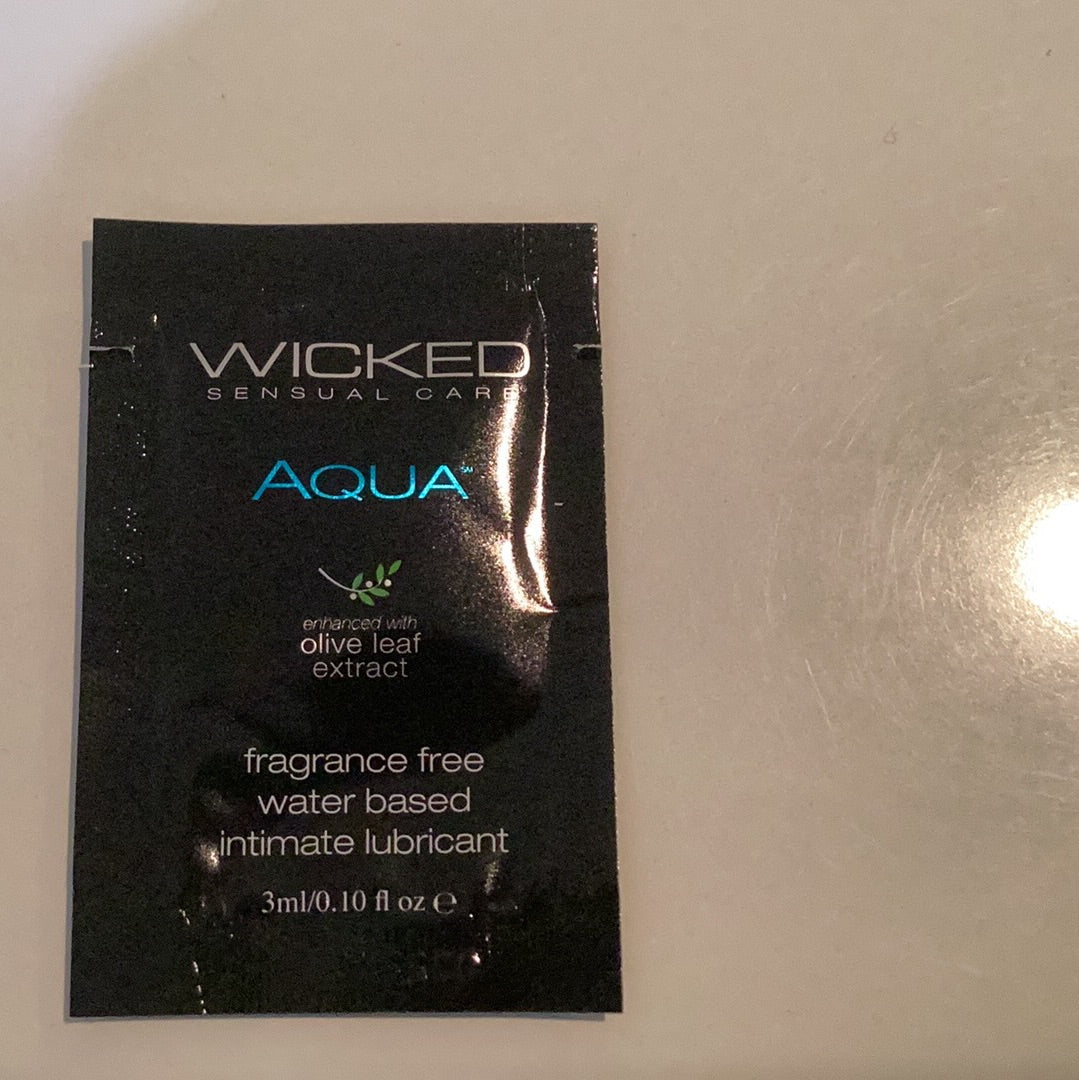 WICKED
SENSUAL CARE
AQUA℠
enhanced with
olive leaf
extract
fragrance free
water based
intimate lubricant
3ml/0.10 fl oz ℮